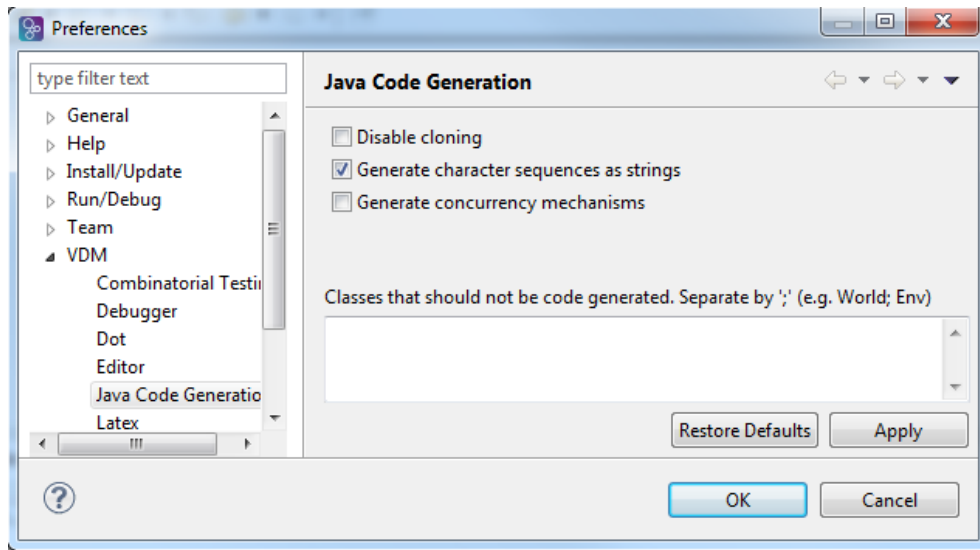 Preferences
type filter text
General
Help
Install/Update
Run/Debug
Team
VDM
Combinatorial Testi
Debugger
Dot
Editor
Java Code Generatio
Latex
Java Code Generation
Disable cloning
Generate character sequences as strings
Generate concurrency mechanisms
Classes that should not be code generated. Separate by ';' (e.g. World; Env)
Restore Defaults
Apply
OK
Cancel